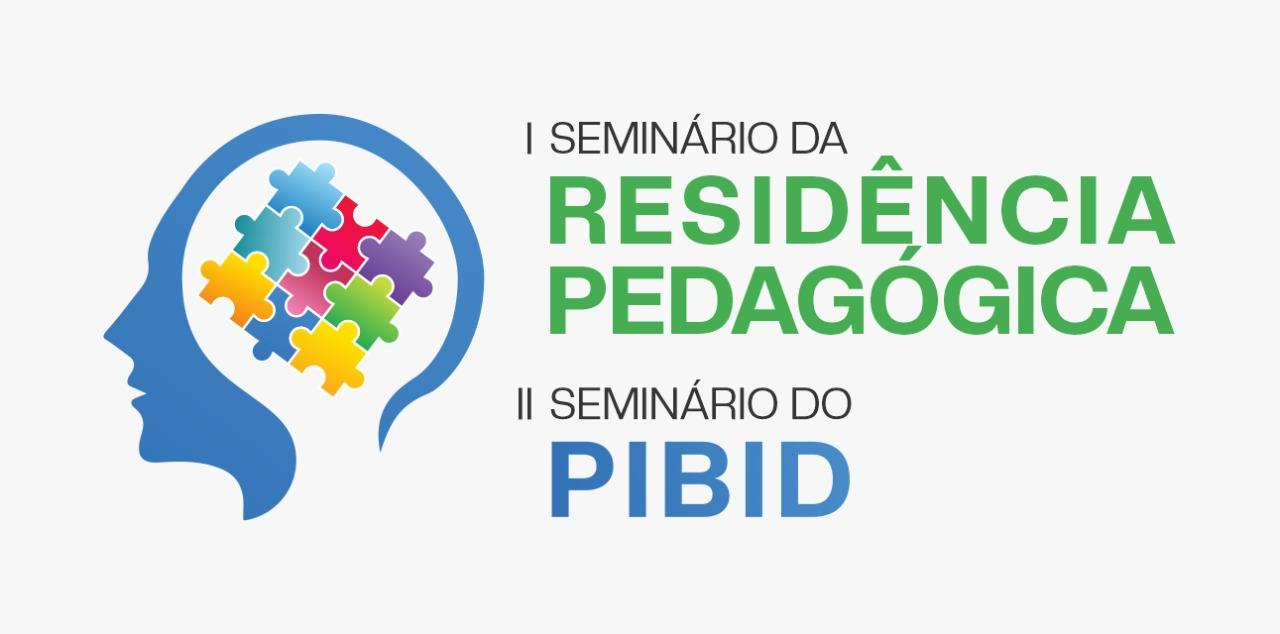 I SEMINÁRIO DA
RESIDÊNCIA
PEDAGÓGICA
II SEMINÁRIO DO
PIBID